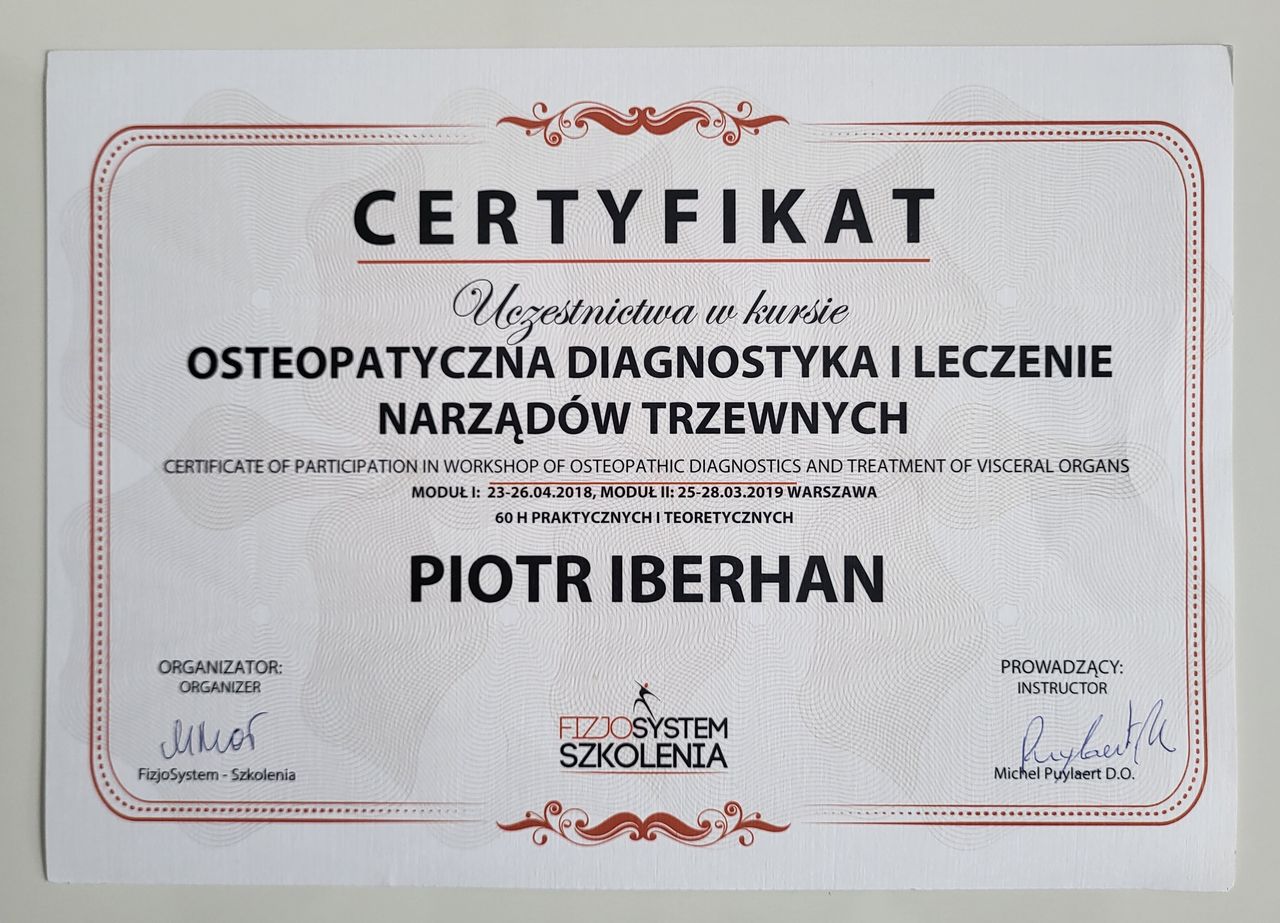 CERTYFIKAT
Uczestnictwa w kursie
OSTEOPATYCZNA DIAGNOSTYKA I LECZENIE
NARZĄDÓW TRZEWNYCH
CERTIFICATE OF PARTICIPATION IN WORKSHOP OF OSTEOPATHIC DIAGNOSTICS AND TREATMENT OF VISCERAL ORGANS
MODUŁ I: 23-26.04.2018, MODUŁ II: 25-28.03.2019 WARSZAWA
60 H PRAKTYCZNYCH I TEORETYCZNYCH
PIOTR IBERHAN
ORGANIZATOR:
ORGANIZER
FizjoSystem - Szkolenia
FIZJOSYSTEM
SZKOLENIA
PROWADZĄCY:
INSTRUCTOR
Puylaert M
Michel Puylaert D.O.